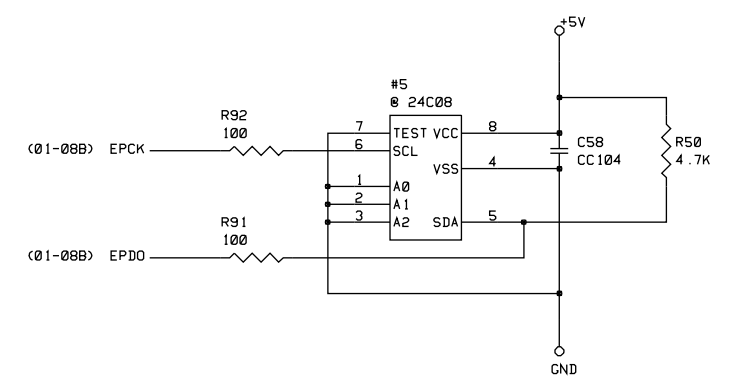 +5V
#5
@ 24C08
R92
100
7 TEST VCC 8
(01-08B) EPCK
6 SCL
C58
CC104
R50
4.7K
VSS 4
1 A0
2 A1
3 A2 SDA 5
R91
100
(01-08B) EPDO
GND